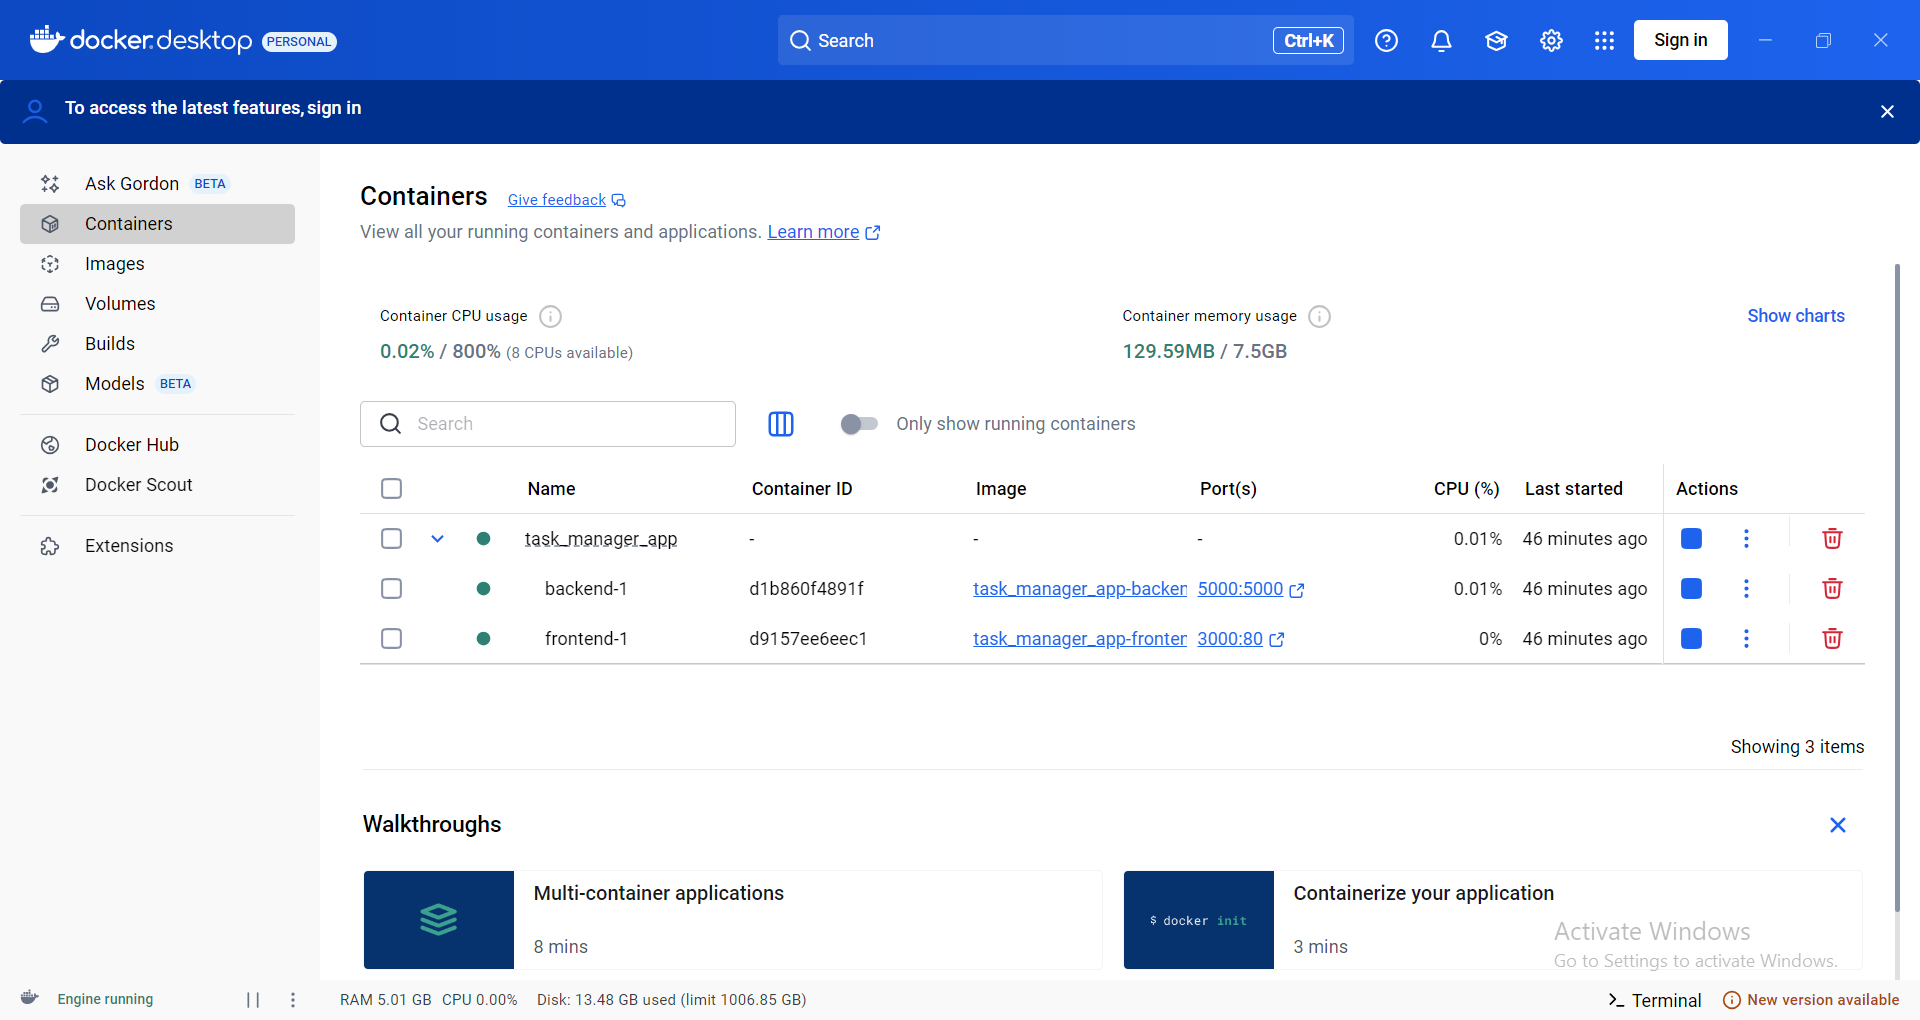 docker.desktop PERSONAL
Search Ctrl+K
Sign in
To access the latest features, sign in
Ask Gordon BETA
Containers
Images
Volumes
Builds
Models BETA
Docker Hub
Docker Scout
Extensions
Containers Give feedback
View all your running containers and applications. Learn more
Container CPU usage
0.02% / 800% (8 CPUs available)
Container memory usage
129.59MB / 7.5GB
Show charts
Search
Only show running containers
Name Container ID Image Port(s) CPU (%) Last started Actions
task_manager_app - - - 0.01% 46 minutes ago
backend-1 d1b860f4891f task_manager_app-backen 5000:5000 0.01% 46 minutes ago
frontend-1 d9157ee6eec1 task_manager_app-fronten 3000:80 0% 46 minutes ago
Showing 3 items
Walkthroughs
Multi-container applications
8 mins
$ docker init
Containerize your application
3 mins
Activate Windows
Go to Settings to activate Windows.
Engine running
RAM 5.01 GB CPU 0.00% Disk: 13.48 GB used (limit 1006.85 GB)
Terminal
New version available